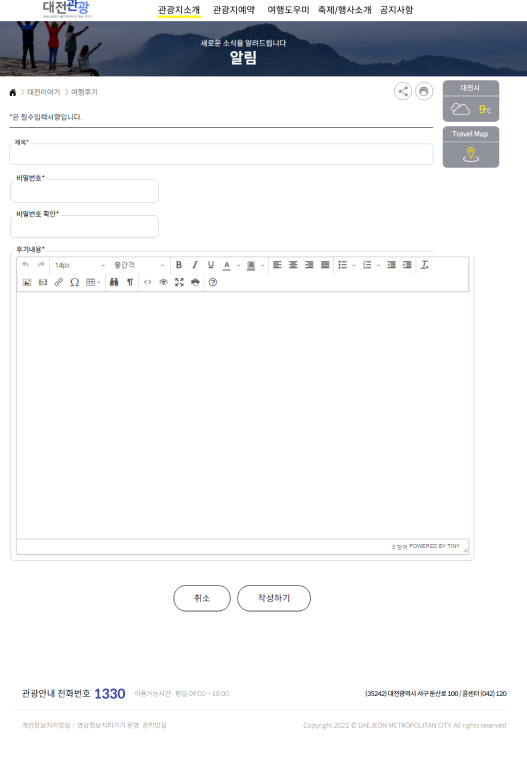 대전관광
DAEJEON METROPOLITAN CITY
관광지소개 관광지예약 여행도우미 축제/행사소개 공지사항
새로운 소식을 알려드립니다
알림
대전이야기 여행후기
대전시
9℃
Travel Map
*은 필수입력사항입니다.
제목*
비밀번호*
비밀번호 확인*
후기내용*
14px 줄간격 B I U A A
0 단어 POWERED BY TINY
취소 작성하기
관광안내 전화번호 1330 이용가능시간 : 평일 09:00 ~ 18:00
(35242) 대전광역시 서구 둔산로 100 / 콜센터 (042) 120
개인정보처리방침 | 영상정보처리기기 운영·관리방침
Copyright 2022 © DAEJEON METROPOLITAN CITY. All rights reserved